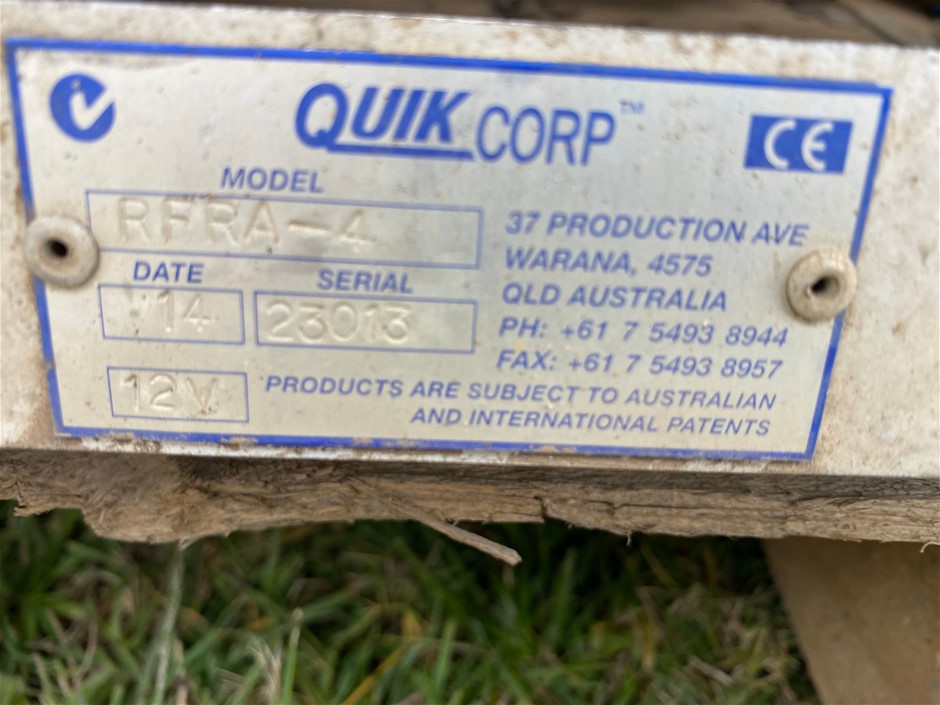 QUIK CORP™
CE
MODEL
RFRA-4
DATE
SERIAL
'14
23013
12V
37 PRODUCTION AVE
WARANA, 4575
QLD AUSTRALIA
PH: +61 7 5493 8944
FAX: +61 7 5493 8957
PRODUCTS ARE SUBJECT TO AUSTRALIAN
AND INTERNATIONAL PATENTS